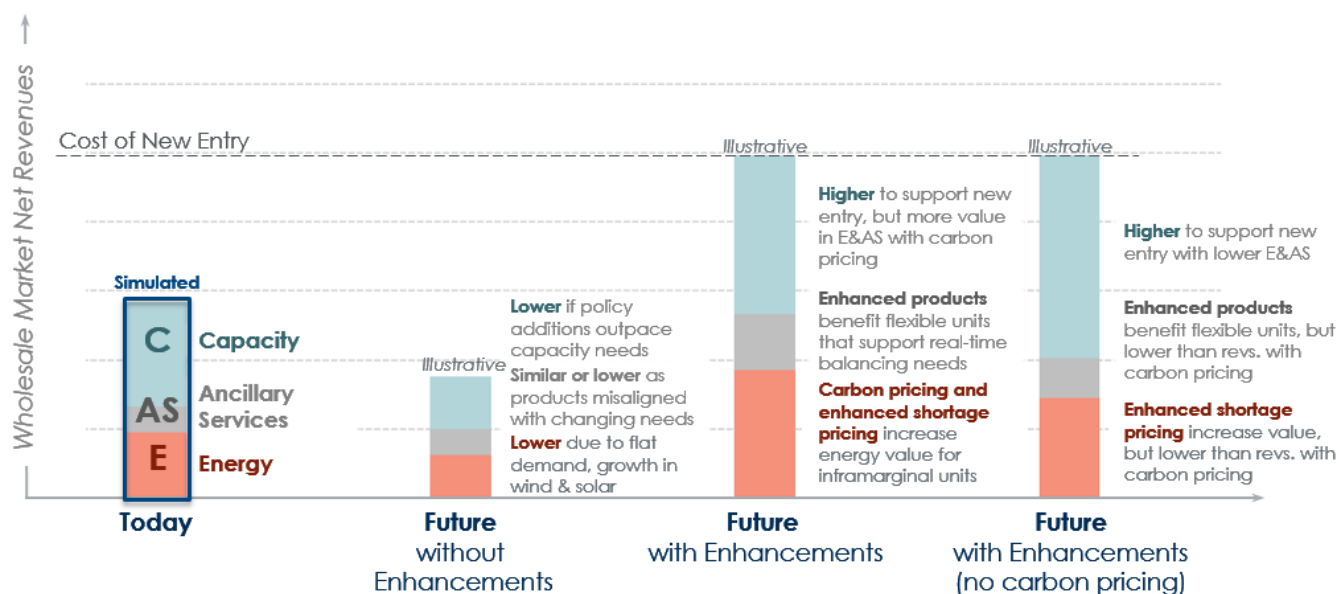 Wholesale Market Net Revenues
Cost of New Entry
Simulated
C
Capacity
AS
Ancillary
Services
E
Energy
Today
Illustrative
Lower if policy
additions outpace
capacity needs
Similar or lower as
products misaligned
with changing needs
Lower due to flat
demand, growth in
wind & solar
Future
without
Enhancements
Illustrative
Higher to support new
entry, but more value
in E&AS with carbon
pricing
Enhanced products
benefit flexible units
that support real-time
balancing needs
Carbon pricing and
enhanced shortage
pricing increase
energy value for
inframarginal units
Future
with Enhancements
Illustrative
Higher to support new
entry with lower E&AS
Enhanced products
benefit flexible units, but
lower than revs. with
carbon pricing
Enhanced shortage
pricing increase value,
but lower than revs. with
carbon pricing
Future
with Enhancements
(no carbon pricing)